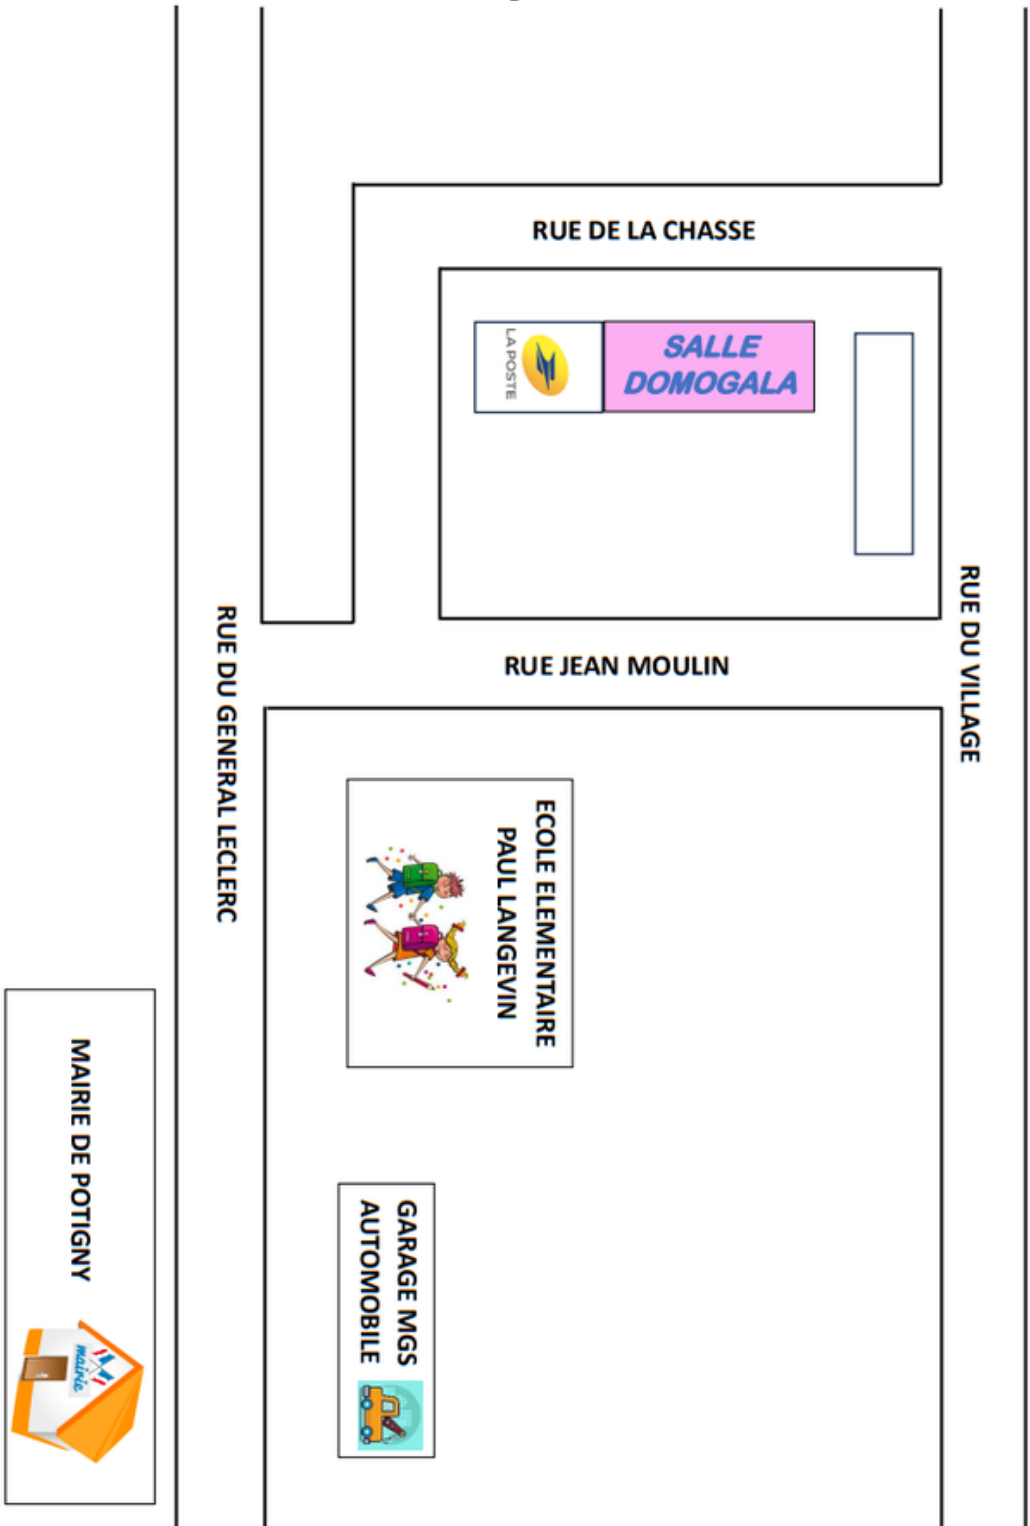 RUE DE LA CHASSE
LA POSTE
SALLE
DOMOGALA
RUE DU VILLAGE
RUE JEAN MOULIN
RUE DU GENERAL LECLERC
ECOLE ELEMENTAIRE
PAUL LANGEVIN
GARAGE MGS
AUTOMOBILE
MAIRIE DE POTIGNY
mairie